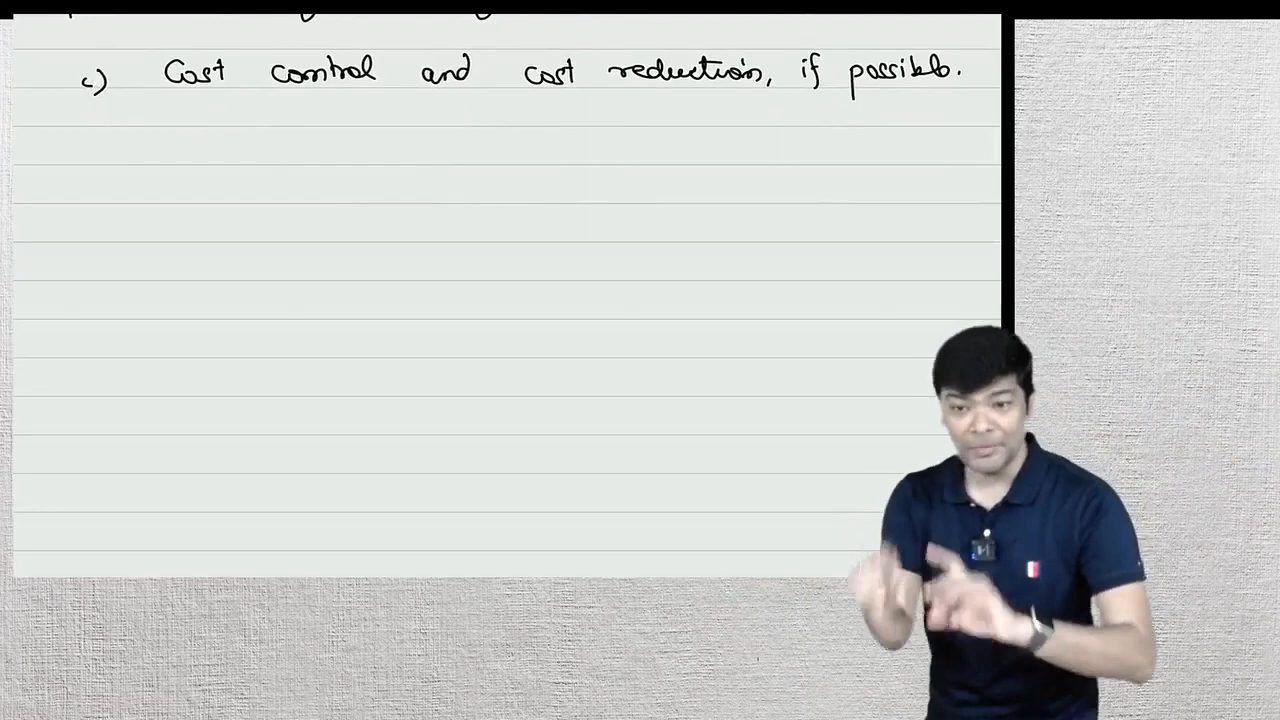 c) Cost control and cost reduction, if possible.